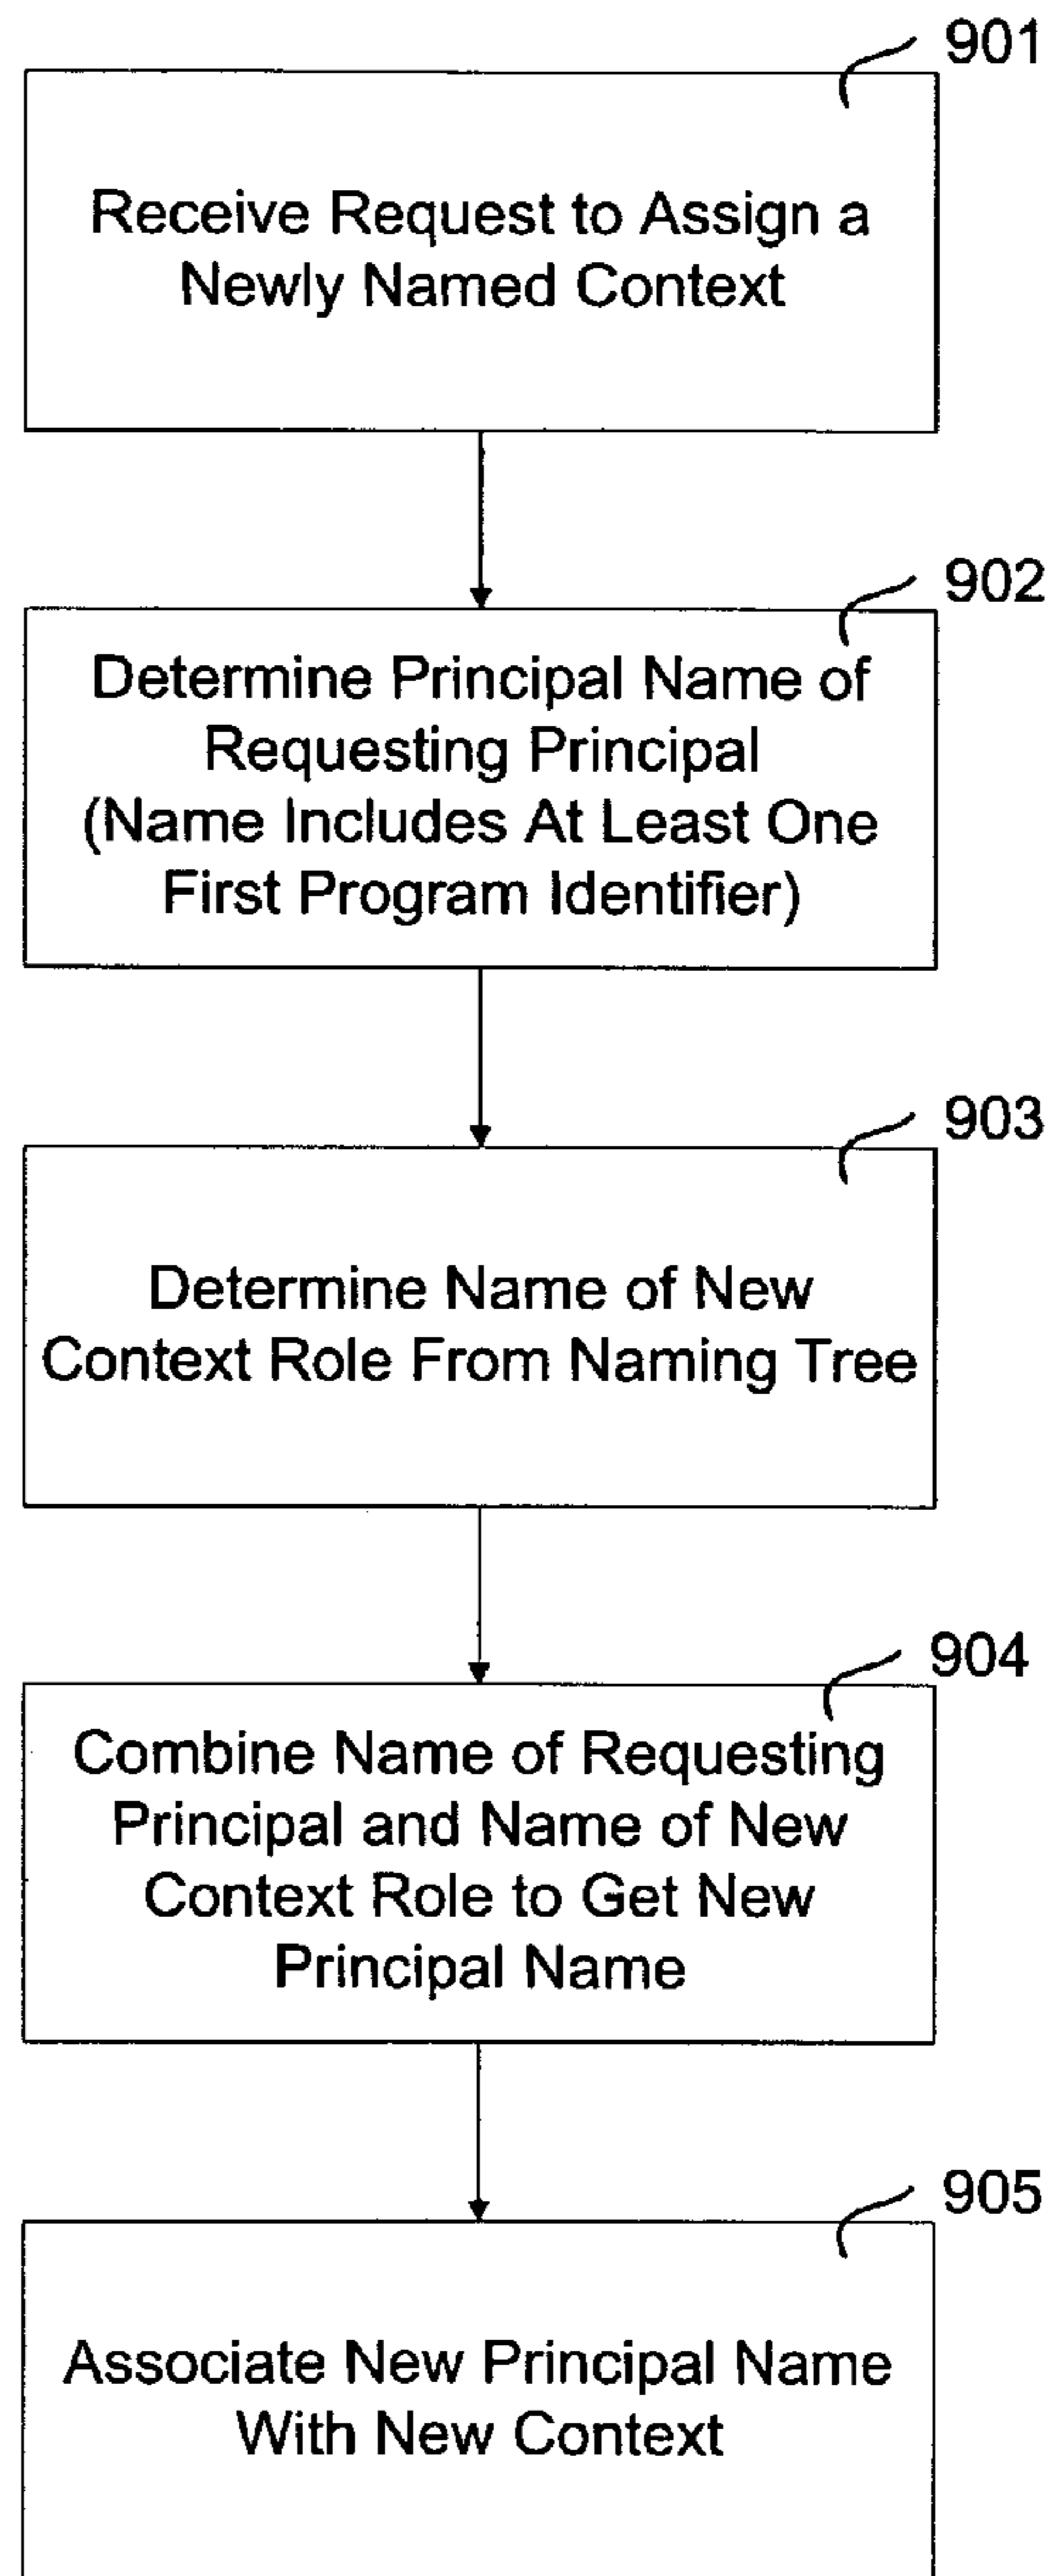 901
Receive Request to Assign a
Newly Named Context
902
Determine Principal Name of
Requesting Principal
(Name Includes At Least One
First Program Identifier)
903
Determine Name of New
Context Role From Naming Tree
904
Combine Name of Requesting
Principal and Name of New
Context Role to Get New
Principal Name
905
Associate New Principal Name
With New Context